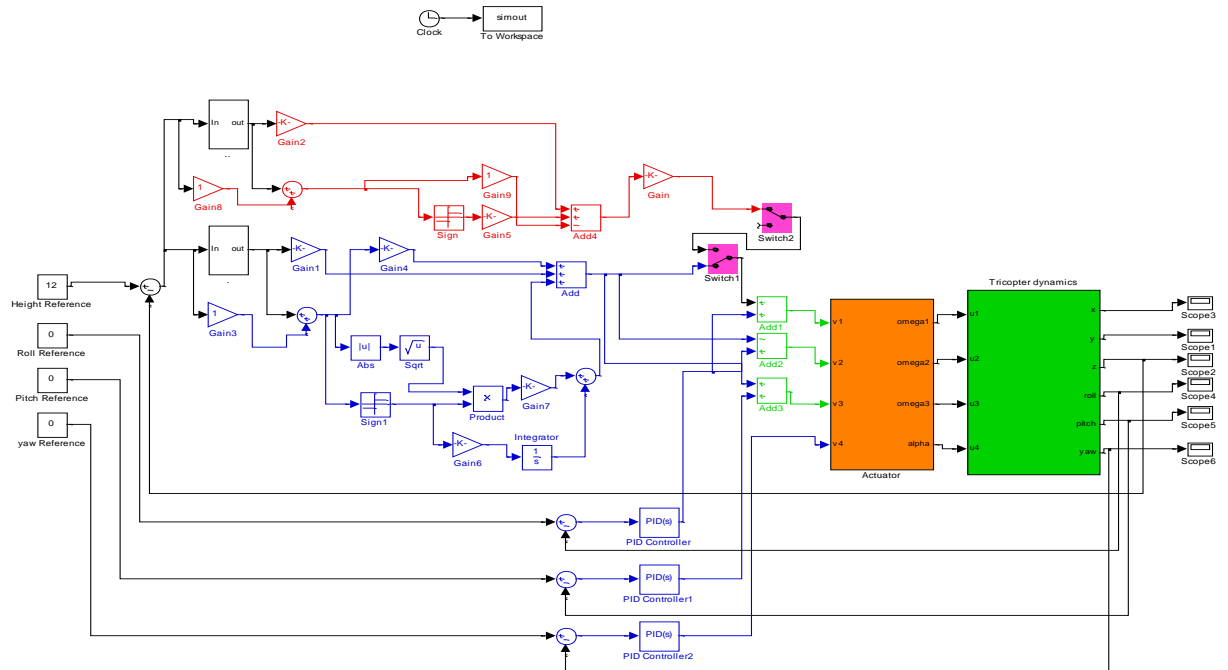 simout
Clock
To Workspace
In
out
-K-
Gain2
..
1
Gain8
1
Gain9
-K-
Gain
Sign
-K-
Gain5
Add4
Switch2
In
out
-K-
Gain1
-K-
Gain4
.
Add
Switch1
12
Height Reference
1
Gain3
Tricopter dynamics
Add1
v1
omega1
u1
x
Scope3
0
Roll Reference
|u|
Abs
√u
Sqrt
Add2
v2
omega2
u2
y
Scope1
z
Scope2
0
Pitch Reference
Sign1
×
Product
-K-
Gain7
Add3
v3
omega3
u3
roll
Scope4
0
yaw Reference
-K-
Gain6
Integrator
1
s
v4
alpha
u4
pitch
Scope5
yaw
Scope6
Actuator
PID(s)
PID Controller
PID(s)
PID Controller1
PID(s)
PID Controller2